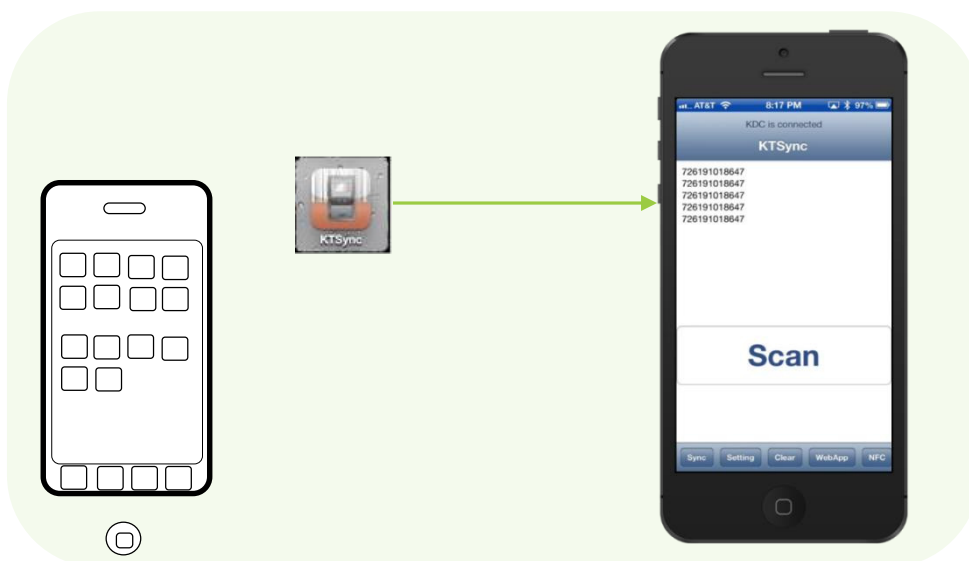 KTSync
AT&T 8:17 PM 97%
KDC is connected
KTSync
726191018647
726191018647
726191018647
726191018647
726191018647
Scan
Sync Setting Clear WebApp NFC